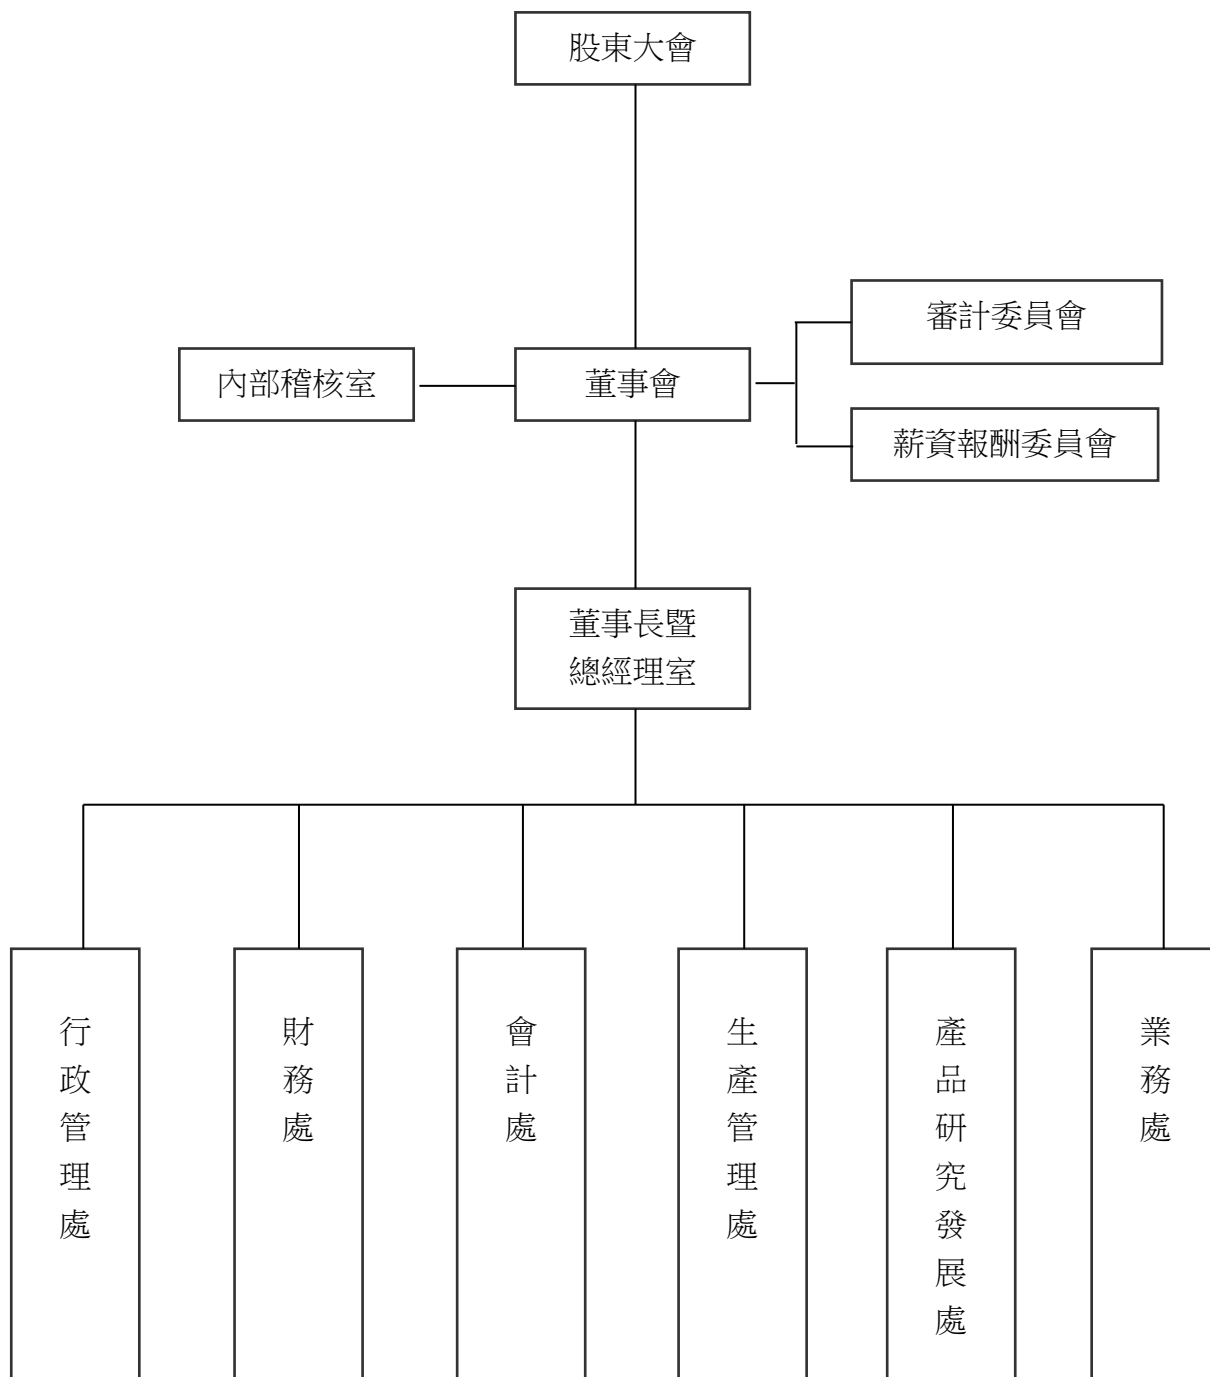 股東大會
審計委員會
內部稽核室
董事會
薪資報酬委員會
董事長暨
總經理室
行政管理處
財務處
會計處
生產管理處
產品研究發展處
業務處